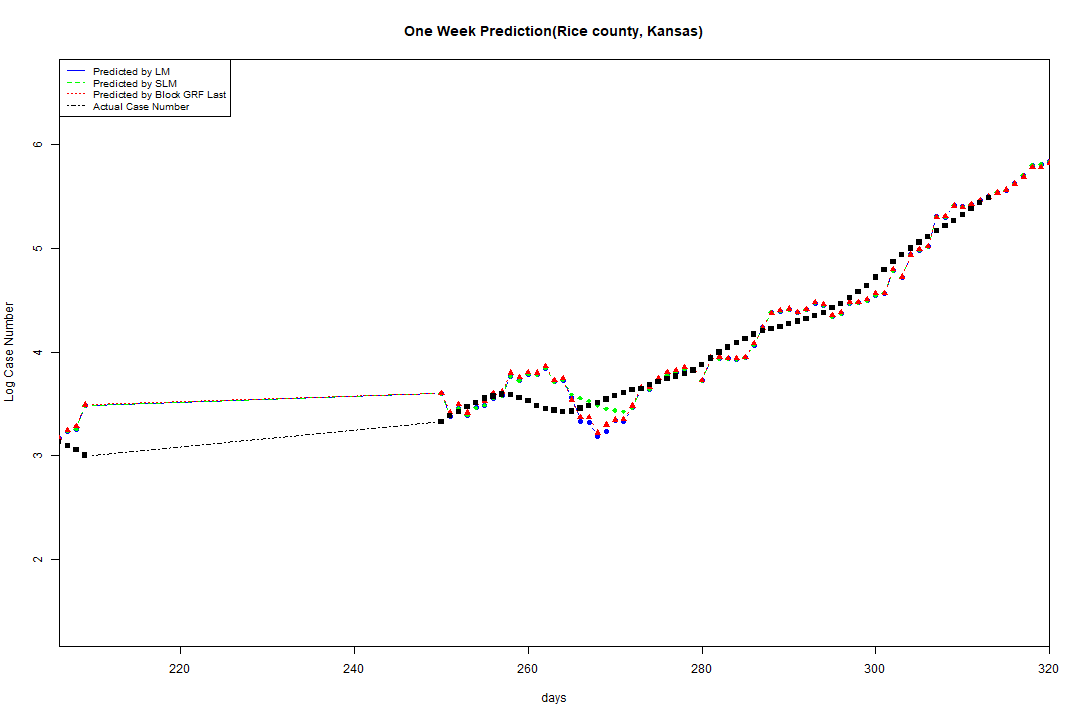 One Week Prediction(Rice county, Kansas)
Predicted by LM
Predicted by SLM
Predicted by Block GRF Last
Actual Case Number
6
5
4
3
2
Log Case Number
220 240 260 280 300 320
days